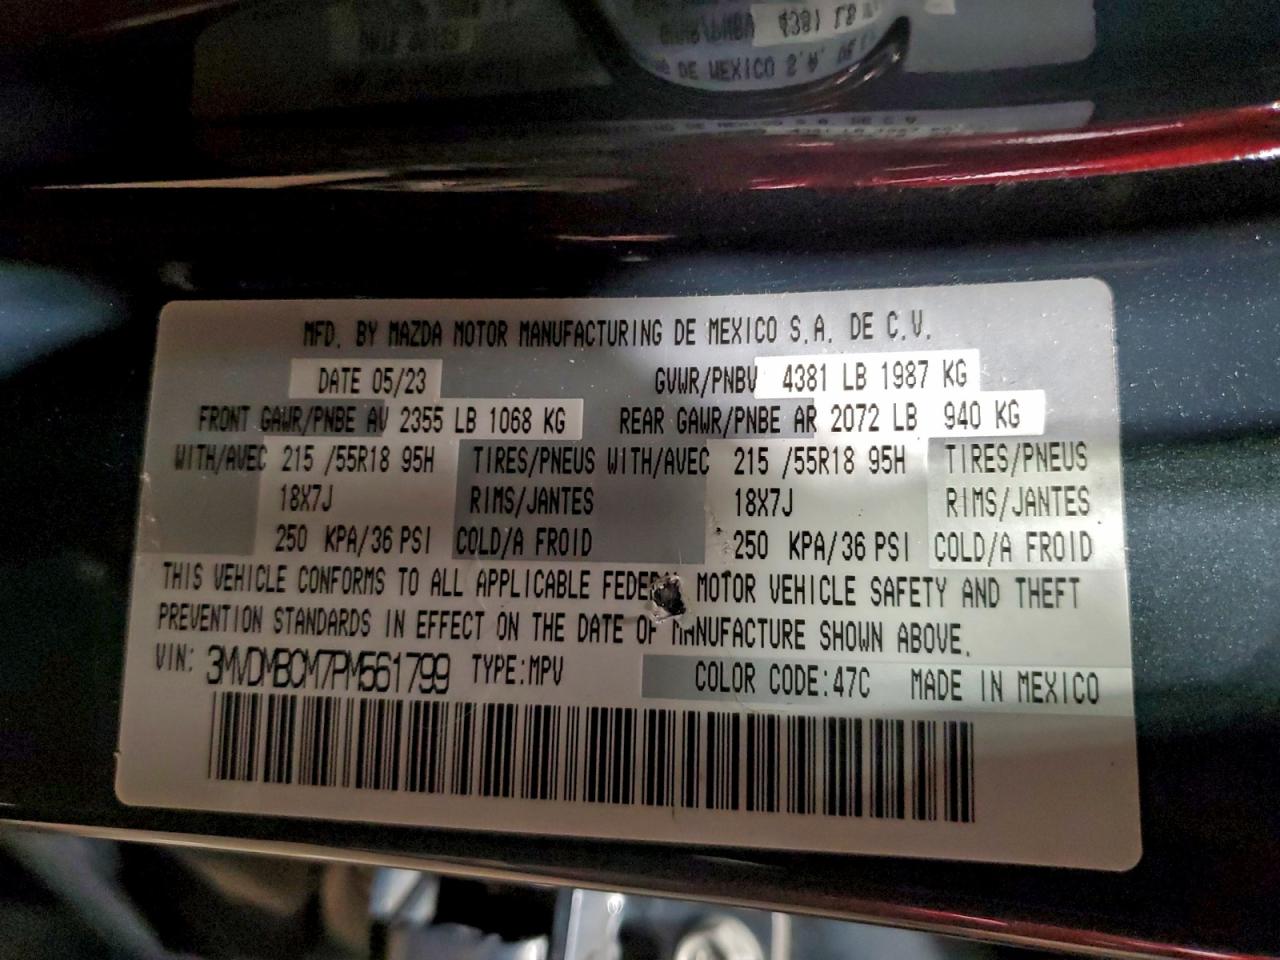 4381 LB
DE MEXICO S.A. DE
MFD. BY MAZDA MOTOR MANUFACTURING DE MEXICO S.A. DE C.V.
DATE 05/23 GVWR/PNBV 4381 LB 1987 KG
FRONT GAWR/PNBE AV 2355 LB 1068 KG REAR GAWR/PNBE AR 2072 LB 940 KG
WITH/AVEC 215 /55R18 95H TIRES/PNEUS WITH/AVEC 215 /55R18 95H TIRES/PNEUS
18X7J RIMS/JANTES 18X7J RIMS/JANTES
250 KPA/36 PSI COLD/A FROID 250 KPA/36 PSI COLD/A FROID
THIS VEHICLE CONFORMS TO ALL APPLICABLE FEDERAL MOTOR VEHICLE SAFETY AND THEFT
PREVENTION STANDARDS IN EFFECT ON THE DATE OF MANUFACTURE SHOWN ABOVE.
VIN: 3MVDMBCM7PM561799 TYPE:MPV COLOR CODE:47C MADE IN MEXICO